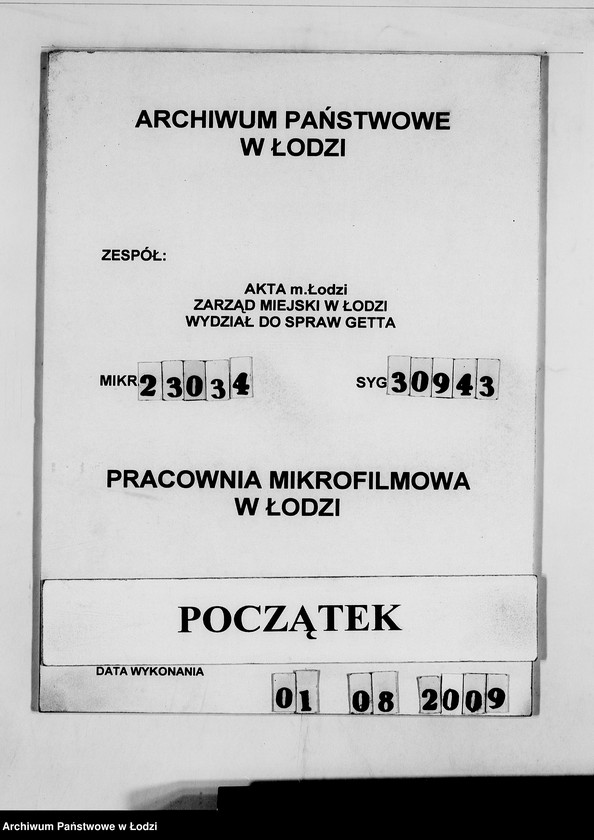 ARCHIWUM PAŃSTWOWE
W ŁODZI
ZESPÓŁ:
AKTA m.Łodzi
ZARZĄD MIEJSKI W ŁODZI
WYDZIAŁ DO SPRAW GETTA
MIKR 23034 SYG 30943
PRACOWNIA MIKROFILMOWA
W ŁODZI
POCZĄTEK
DATA WYKONANIA
01 08 2009
Archiwum Państwowe w Łodzi